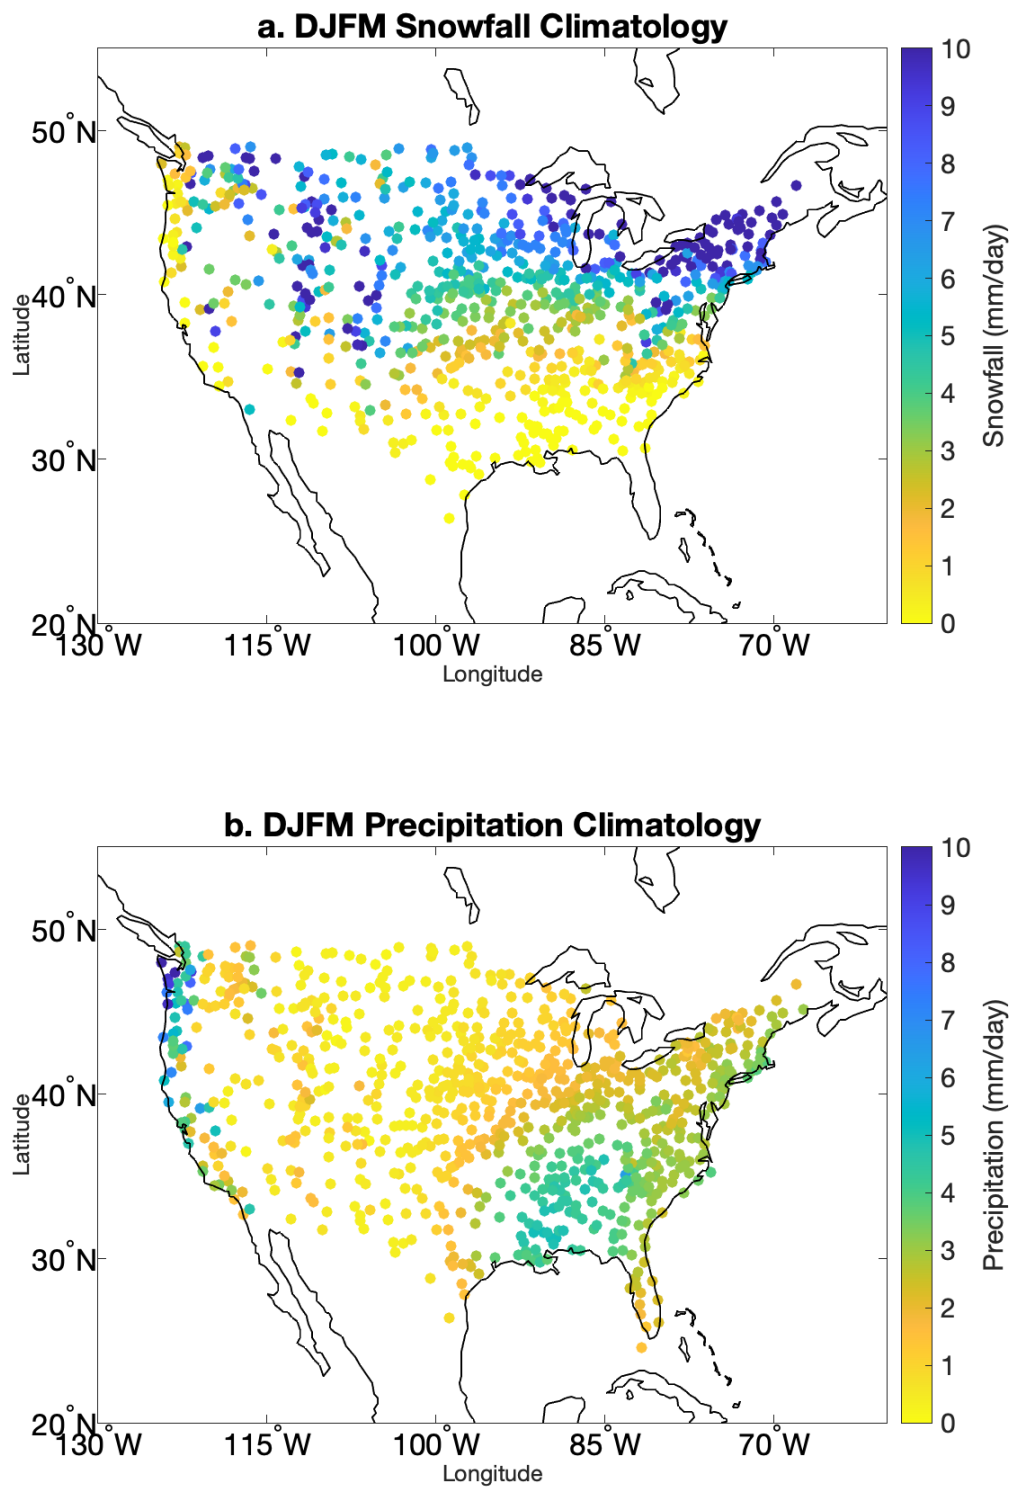 a. DJFM Snowfall Climatology
50°N
40°N
30°N
20°N
130°W 115°W 100°W 85°W 70°W
Latitude
Longitude
10
9
8
7
6
5
4
3
2
1
0
Snowfall (mm/day)
b. DJFM Precipitation Climatology
50°N
40°N
30°N
20°N
130°W 115°W 100°W 85°W 70°W
Latitude
Longitude
10
9
8
7
6
5
4
3
2
1
0
Precipitation (mm/day)